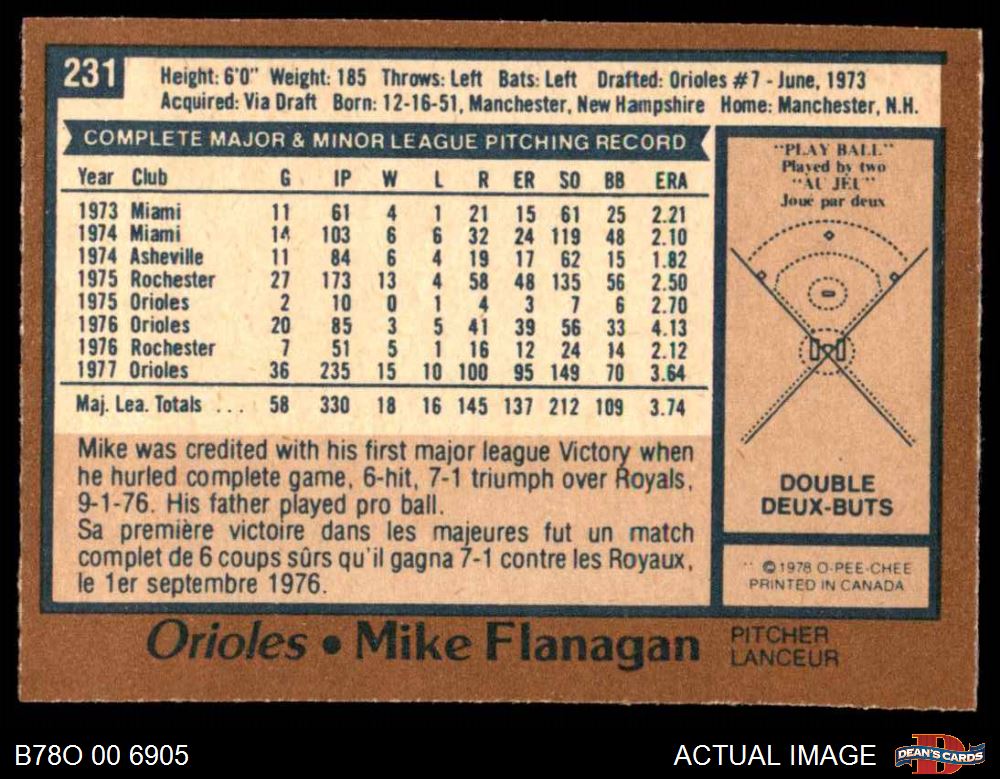 231
Height: 6'0" Weight: 185 Throws: Left Bats: Left Drafted: Orioles #7 - June, 1973
Acquired: Via Draft Born: 12-16-51, Manchester, New Hampshire Home: Manchester, N.H.
COMPLETE MAJOR & MINOR LEAGUE PITCHING RECORD
Year Club G IP W L R ER SO BB ERA
1973 Miami 11 61 4 1 21 15 61 25 2.21
1974 Miami 14 103 6 6 32 24 119 48 2.10
1974 Asheville 11 84 6 4 19 17 62 15 1.82
1975 Rochester 27 173 13 4 58 48 135 56 2.50
1975 Orioles 2 10 0 1 4 3 7 6 2.70
1976 Orioles 20 85 3 5 41 39 56 33 4.13
1976 Rochester 7 51 5 1 16 12 24 14 2.12
1977 Orioles 36 235 15 10 100 95 149 70 3.64
Maj. Lea. Totals ... 58 330 18 16 145 137 212 109 3.74
Mike was credited with his first major league Victory when
he hurled complete game, 6-hit, 7-1 triumph over Royals,
9-1-76. His father played pro ball.
Sa première victoire dans les majeures fut un match
complet de 6 coups sûrs qu'il gagna 7-1 contre les Royaux,
le 1er septembre 1976.
"PLAY BALL"
Played by two
"AU JEU"
Joue par deux
DOUBLE
DEUX-BUTS
©1978 O-PEE-CHEE
PRINTED IN CANADA
Orioles • Mike Flanagan
PITCHER
LANCEUR
B78O 00 6905
ACTUAL IMAGE
DEAN'S CARDS